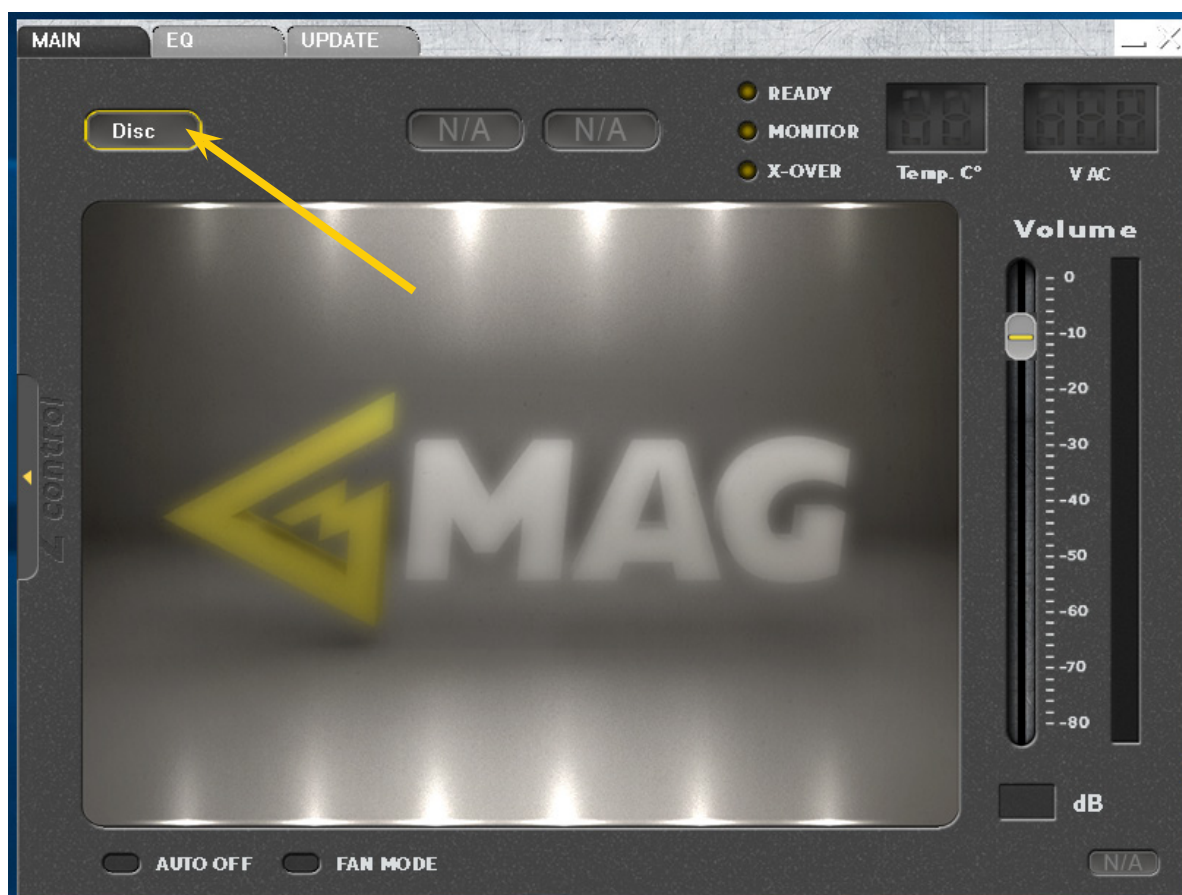 MAIN EQ UPDATE
Disc N/A N/A
READY
MONITOR
X-OVER
Temp. C° V AC
Volume
0
-10
-20
-30
-40
-50
-60
-70
-80
control
MAG
dB
AUTO OFF FAN MODE N/A